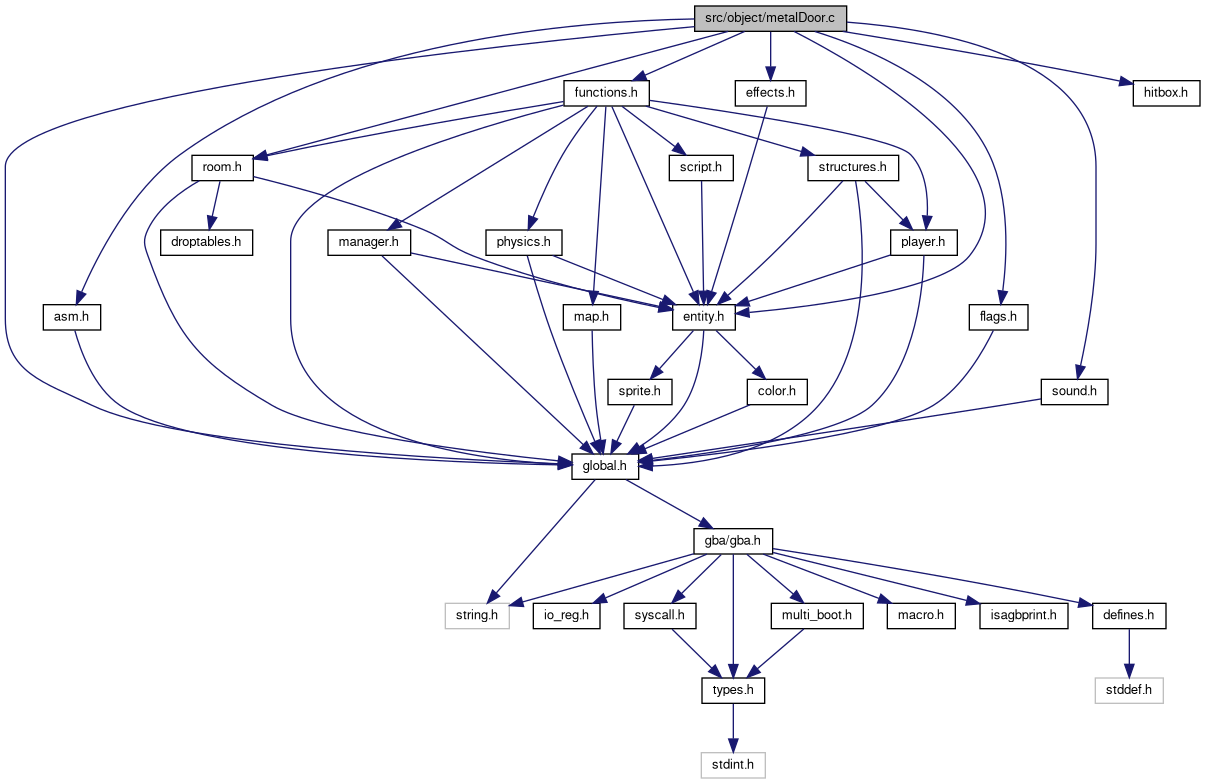 src/object/metalDoor.c
functions.h
effects.h
hitbox.h
room.h
script.h
structures.h
droptables.h
manager.h
physics.h
player.h
asm.h
map.h
entity.h
flags.h
sprite.h
color.h
sound.h
global.h
gba/gba.h
string.h
io_reg.h
syscall.h
multi_boot.h
macro.h
isagbprint.h
defines.h
types.h
stddef.h
stdint.h